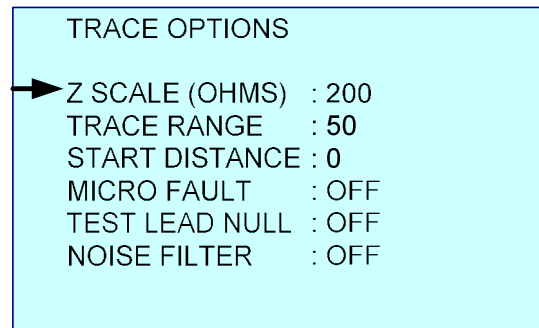 TRACE OPTIONS
Z SCALE (OHMS) : 200
TRACE RANGE : 50
START DISTANCE : 0
MICRO FAULT : OFF
TEST LEAD NULL : OFF
NOISE FILTER : OFF